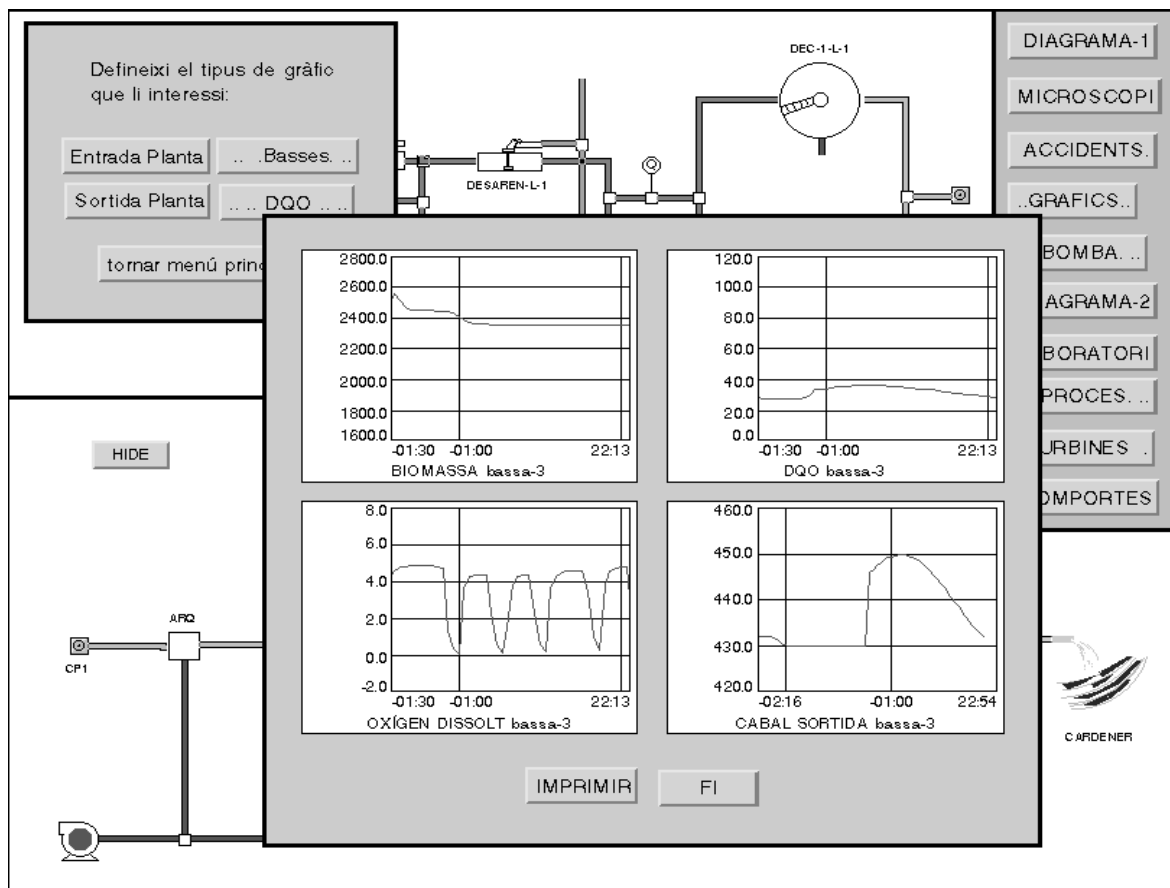 Defineixi el tipus de gràfic
que li interessi:
Entrada Planta
.. .Basses. ..
Sortida Planta
.. .. DQO .. ..
tornar menú princ
DEC-1-L-1
DESAREN-L-1
DIAGRAMA-1
MICROSCOPI
ACCIDENTS.
..GRAFICS..
BOMBA. ..
AGRAMA-2
BORATORI
PROCES. ..
URBINES .
OMPORTES
HIDE
ARQ
CP1
CARDENER
2800.0
2600.0
2400.0
2200.0
2000.0
1800.0
1600.0
-01:30 -01:00 22:13
BIOMASSA bassa-3
120.0
100.0
80.0
60.0
40.0
20.0
0.0
-01:30 -01:00 22:13
DQO bassa-3
8.0
6.0
4.0
2.0
0.0
-2.0
-01:30 -01:00 22:13
OXÍGEN DISSOLT bassa-3
460.0
450.0
440.0
430.0
420.0
-02:16 -01:00 22:54
CABAL SORTIDA bassa-3
IMPRIMIR
FI